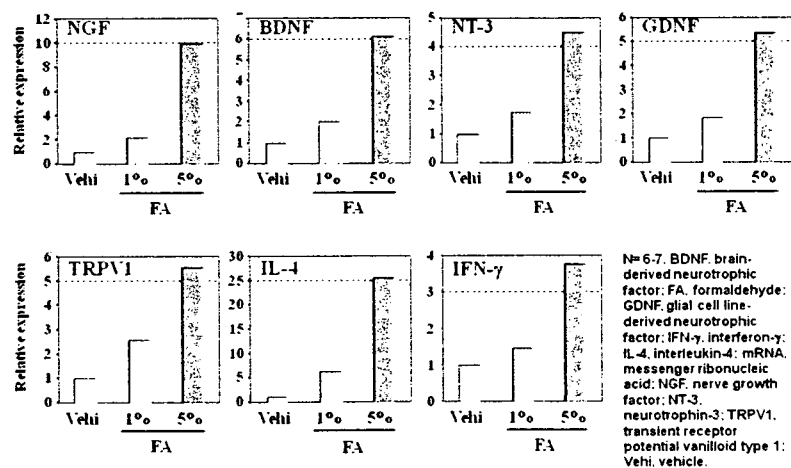 NGF
BDNF
NT-3
GDNF
Relative expression
12
10
8
6
4
2
0
7
6
5
4
3
2
1
0
5
4
3
2
1
0
6
5
4
3
2
1
0
Vehi 1% 5%
FA
Vehi 1% 5%
FA
Vehi 1% 5%
FA
Vehi 1% 5%
FA
TRPV1
IL-4
IFN-γ
Relative expression
6
5
4
3
2
1
0
30
25
20
15
10
5
0
4
3
2
1
0
Vehi 1% 5%
FA
Vehi 1% 5%
FA
Vehi 1% 5%
FA
N=6-7. BDNF, brain-
derived neurotrophic
factor; FA, formaldehyde;
GDNF, glial cell line-
derived neurotrophic
factor; IFN-γ, interferon-γ;
IL-4, interleukin-4; mRNA,
messenger ribonucleic
acid; NGF, nerve growth
factor; NT-3,
neurotrophin-3; TRPV1,
transient receptor
potential vanilloid type 1;
Vehi, vehicle.